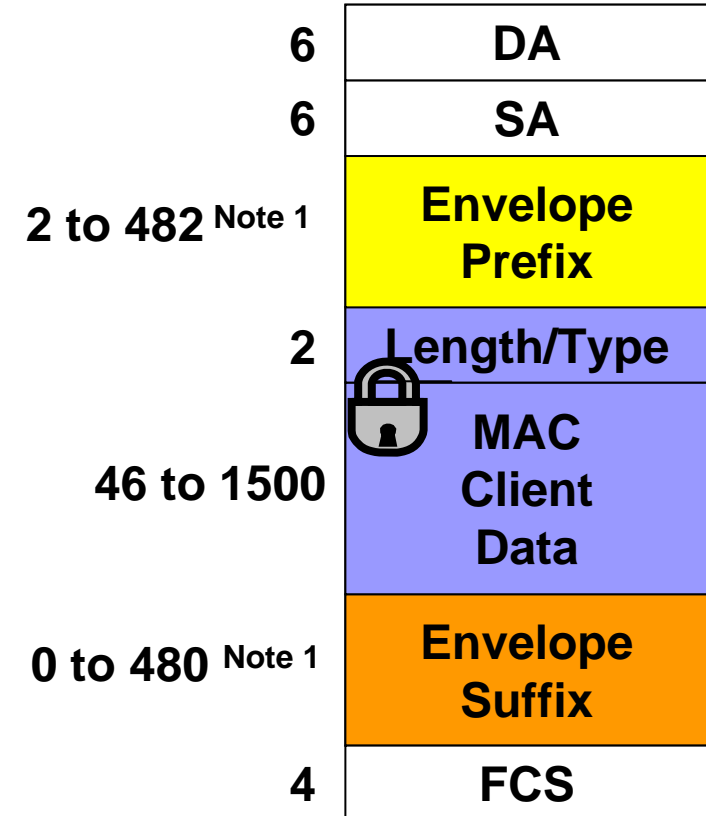 6 DA
6 SA
2 to 482 Note 1 Envelope
Prefix
2 Length/Type
46 to 1500 MAC
Client
Data
0 to 480 Note 1 Envelope
Suffix
4 FCS